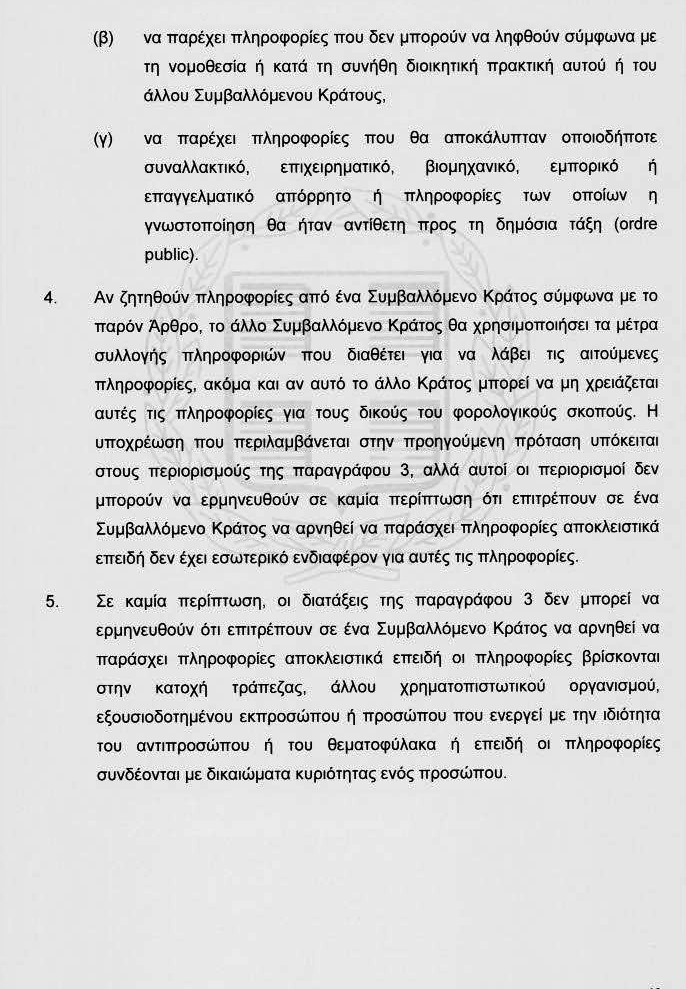 (β) να παρέχει πληροφορίες που δεν μπορούν να ληφθούν σύμφωνα με
τη νομοθεσία ή κατά τη συνήθη διοικητική πρακτική αυτού ή του
άλλου Συμβαλλόμενου Κράτους,
(γ) να παρέχει πληροφορίες που θα αποκάλυπταν οποιοδήποτε
συναλλακτικό, επιχειρηματικό, βιομηχανικό, εμπορικό ή
επαγγελματικό απόρρητο ή πληροφορίες των οποίων η
γνωστοποίηση θα ήταν αντίθετη προς τη δημόσια τάξη (ordre
public).
4. Αν ζητηθούν πληροφορίες από ένα Συμβαλλόμενο Κράτος σύμφωνα με το
παρόν Άρθρο, το άλλο Συμβαλλόμενο Κράτος θα χρησιμοποιήσει τα μέτρα
συλλογής πληροφοριών που διαθέτει για να λάβει τις αιτούμενες
πληροφορίες, ακόμα και αν αυτό το άλλο Κράτος μπορεί να μη χρειάζεται
αυτές τις πληροφορίες για τους δικούς του φορολογικούς σκοπούς. Η
υποχρέωση που περιλαμβάνεται στην προηγούμενη πρόταση υπόκειται
στους περιορισμούς της παραγράφου 3, αλλά αυτοί οι περιορισμοί δεν
μπορούν να ερμηνευθούν σε καμία περίπτωση ότι επιτρέπουν σε ένα
Συμβαλλόμενο Κράτος να αρνηθεί να παράσχει πληροφορίες αποκλειστικά
επειδή δεν έχει εσωτερικό ενδιαφέρον για αυτές τις πληροφορίες.
5. Σε καμία περίπτωση, οι διατάξεις της παραγράφου 3 δεν μπορεί να
ερμηνευθούν ότι επιτρέπουν σε ένα Συμβαλλόμενο Κράτος να αρνηθεί να
παράσχει πληροφορίες αποκλειστικά επειδή οι πληροφορίες βρίσκονται
στην κατοχή τράπεζας, άλλου χρηματοπιστωτικού οργανισμού,
εξουσιοδοτημένου εκπροσώπου ή προσώπου που ενεργεί με την ιδιότητα
του αντιπροσώπου ή του θεματοφύλακα ή επειδή οι πληροφορίες
συνδέονται με δικαιώματα κυριότητας ενός προσώπου.